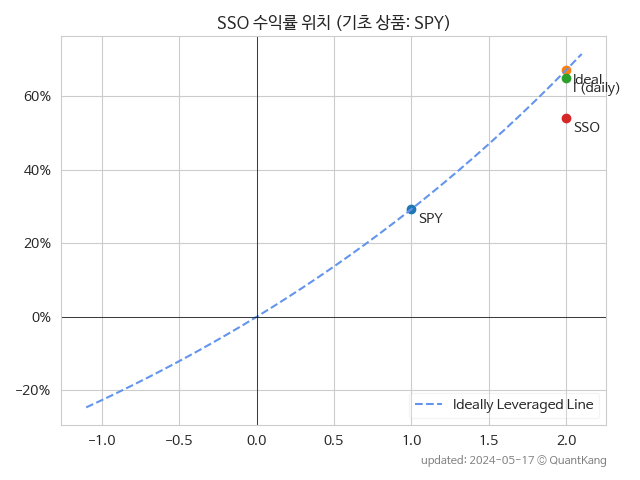 SSO 수익률 위치 (기초 상품: SPY)
60%
40%
20%
0%
−20%
Ideal
I (daily)
SSO
SPY
Ideally Leveraged Line
−1.0 −0.5 0.0 0.5 1.0 1.5 2.0
updated: 2024-05-17 © QuantKang